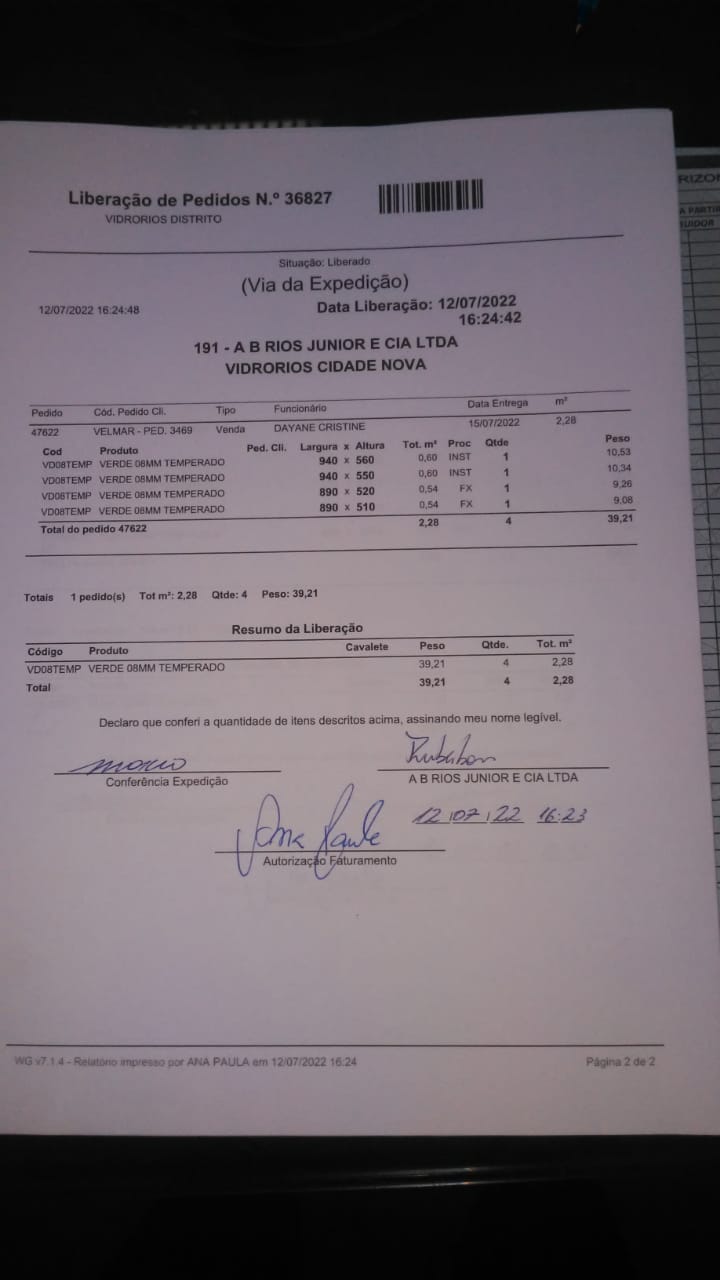 Liberação de Pedidos N.º 36827
VIDRORIOS DISTRITO
RIZON
A PARTI
UIDOR
Situação: Liberado
(Via da Expedição)
12/07/2022 16:24:48 Data Liberação: 12/07/2022
16:24:42
191 - A B RIOS JUNIOR E CIA LTDA
VIDRORIOS CIDADE NOVA
Pedido Cód. Pedido Cli. Tipo Funcionário Data Entrega m²
47622 VELMAR - PED. 3469 Venda DAYANE CRISTINE 15/07/2022 2,28
Cod Produto Ped. Cli. Largura x Altura Tot. m² Proc Qtde Peso
VD08TEMP VERDE 08MM TEMPERADO 940 x 560 0,60 INST 1 10,53
VD08TEMP VERDE 08MM TEMPERADO 940 x 550 0,60 INST 1 10,34
VD08TEMP VERDE 08MM TEMPERADO 890 x 520 0,54 FX 1 9,26
VD08TEMP VERDE 08MM TEMPERADO 890 x 510 0,54 FX 1 9,08
Total do pedido 47622 2,28 4 39,21
Totais 1 pedido(s) Tot m²: 2,28 Qtde: 4 Peso: 39,21
Resumo da Liberação
Código Produto Cavalete Peso Qtde. Tot. m²
VD08TEMP VERDE 08MM TEMPERADO 39,21 4 2,28
Total 39,21 4 2,28
Declaro que conferi a quantidade de itens descritos acima, assinando meu nome legível.
Conferência Expedição A B RIOS JUNIOR E CIA LTDA
12/07/22 16:23
Ana Paula
Autorização Faturamento
WG v7.1.4 - Relatório impresso por ANA PAULA em 12/07/2022 16:24 Página 2 de 2